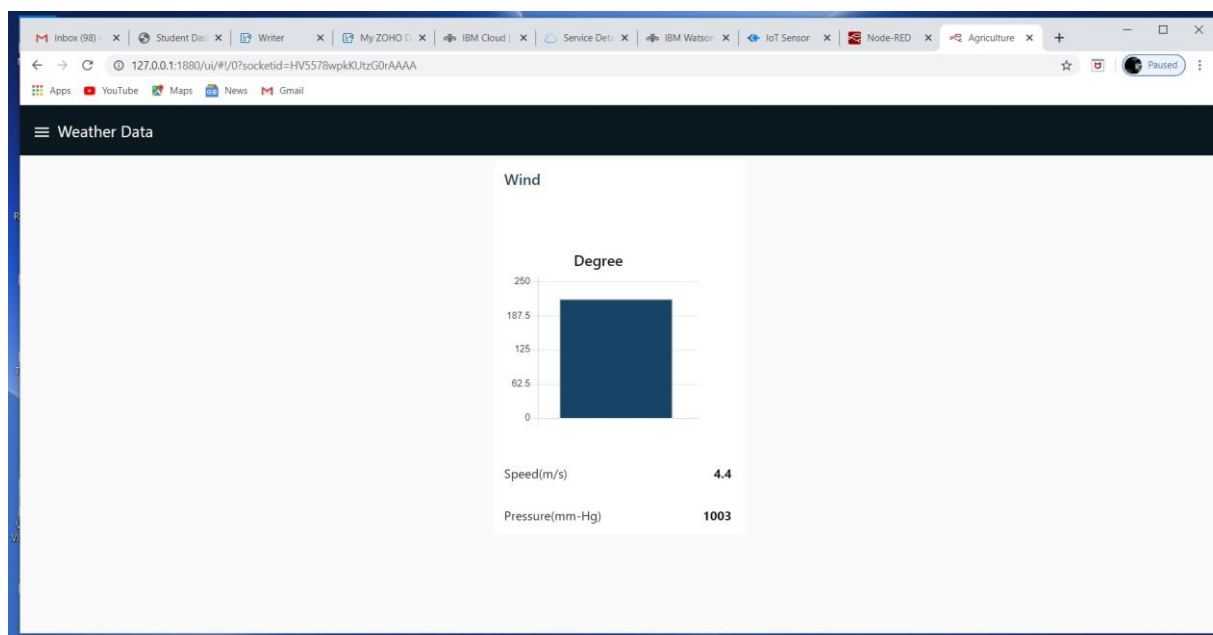 Inbox (98) - Student Das Writer My ZOHO D IBM Cloud | Service Deta IBM Watson IoT Sensor Node-RED Agriculture
127.0.0.1:1880/ui/#!/0?socketid=HV5578wpkKUtzG0rAAAA Paused
Apps YouTube Maps News Gmail
Weather Data
Wind
Degree
250
187.5
125
62.5
0
Speed(m/s) 4.4
Pressure(mm-Hg) 1003